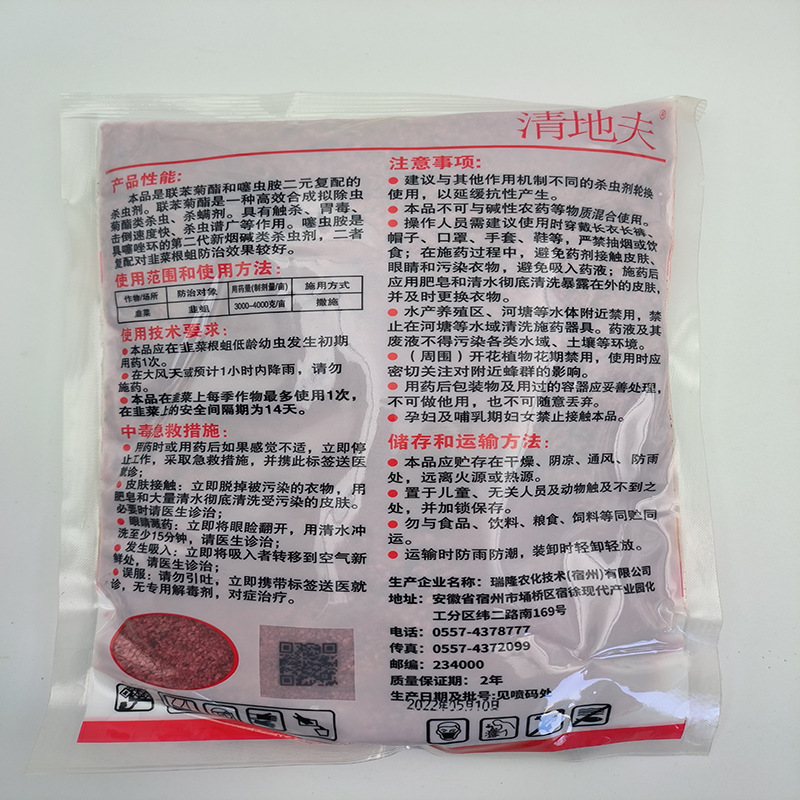 清地夫®
产品性能:
本品是联苯菊酯和噻虫胺二元复配的
杀虫剂。联苯菊酯是一种高效合成拟除虫
菊酯类杀虫、杀螨剂。具有触杀、胃毒、
击倒速度快、杀虫谱广等作用。噻虫胺是
具噻唑环的第二代新烟碱类杀虫剂，二者
复配对韭菜根蛆防治效果较好。
使用范围和使用方法:
作物/场所 防治对象 用药量(制剂量/亩) 施用方式
韭菜 韭蛆 3000-4000克/亩 撒施
使用技术要求:
●本品应在韭菜根蛆低龄幼虫发生初期
用药1次。
●在大风天或预计1小时内降雨，请勿
施药。
●本品在韭菜上每季作物最多使用1次，
在韭菜上的安全间隔期为14天。
中毒急救措施:
●用药时或用药后如果感觉不适，立即停
止工作，采取急救措施，并携此标签送医
就诊;
●皮肤接触: 立即脱掉被污染的衣物，用
肥皂和大量清水彻底清洗受污染的皮肤。
必要时请医生诊治;
●眼睛溅药: 立即将眼睑翻开，用清水冲
洗至少15分钟，请医生诊治;
●发生吸入: 立即将吸入者转移到空气新
鲜处，请医生诊治;
●误服: 请勿引吐，立即携带标签送医就
诊，无专用解毒剂，对症治疗。
注意事项:
●建议与其他作用机制不同的杀虫剂轮换
使用，以延缓抗性产生。
●本品不可与碱性农药等物质混合使用。
●操作人员需建议使用时穿戴长衣长裤、
帽子、口罩、手套、鞋等，严禁抽烟或饮
食; 在施药过程中，避免药剂接触皮肤、
眼睛和污染衣物，避免吸入药液; 施药后
应用肥皂和清水彻底清洗暴露在外的皮肤，
并及时更换衣物。
●水产养殖区、河塘等水体附近禁用，禁
止在河塘等水域清洗施药器具。药液及其
废液不得污染各类水域、土壤等环境。
●（周围）开花植物花期禁用，使用时应
密切关注对附近蜂群的影响。
●用药后包装物及用过的容器应妥善处理，
不可做他用，也不可随意丢弃。
●孕妇及哺乳期妇女禁止接触本品。
储存和运输方法:
●本品应贮存在干燥、阴凉、通风、防雨
处，远离火源或热源。
●置于儿童、无关人员及动物触及不到之
处，并加锁保存。
●勿与食品、饮料、粮食、饲料等同贮同
运。
●运输时防雨防潮，装卸时轻卸轻放。
生产企业名称: 瑞隆农化技术(宿州)有限公司
地址: 安徽省宿州市埇桥区宿徐现代产业园化
工分区纬二路南169号
电话: 0557-4378777
传真: 0557-4372099
邮编: 234000
质量保证期: 2年
生产日期及批号:见喷码处
2022年05月10日